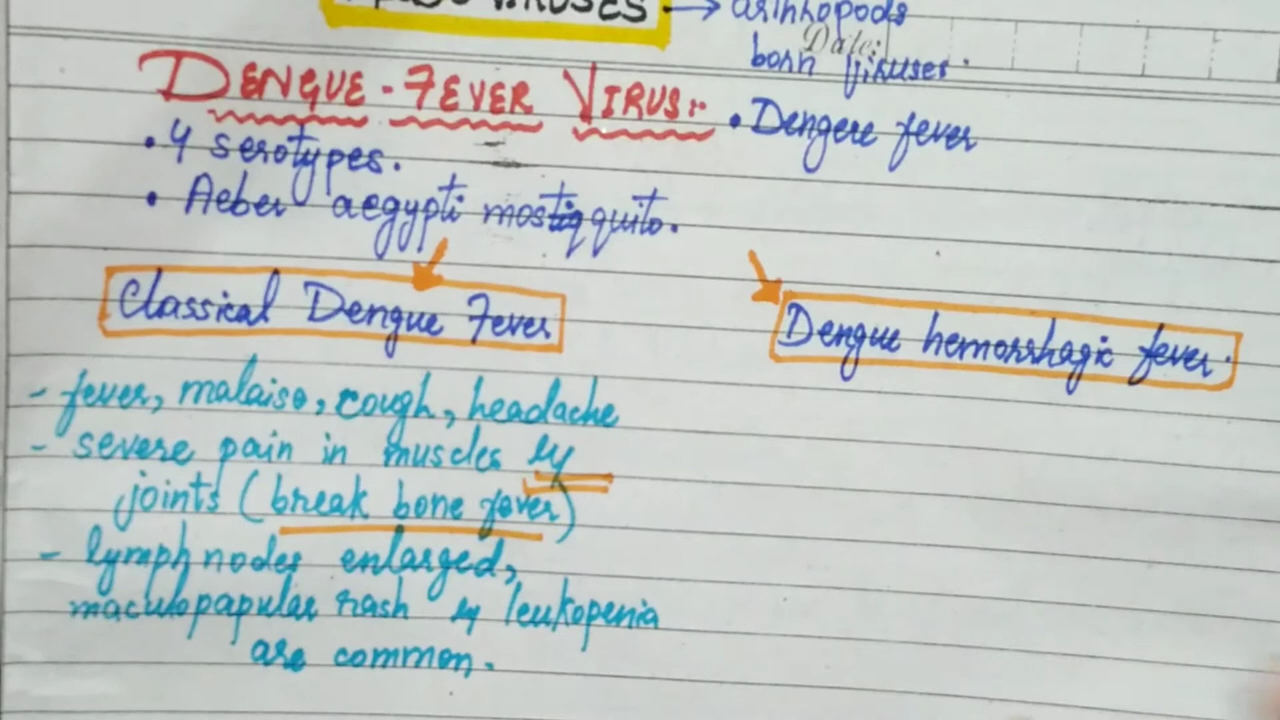 VIRUSES → arthropods
Date:
born viruses.
DENGUE-FEVER VIRUS:-
• Dengere fever
• 4 serotypes.
• Aeber aegypti mostiqquito.
Classical Dengue Fever
Dengue hemorrhagic fever.
- fever, malaise, cough, headache
- severe pain in muscles &
joints (break bone fever)
- lymph nodes enlarged,
maculopapular rash & leukopenia
are common.